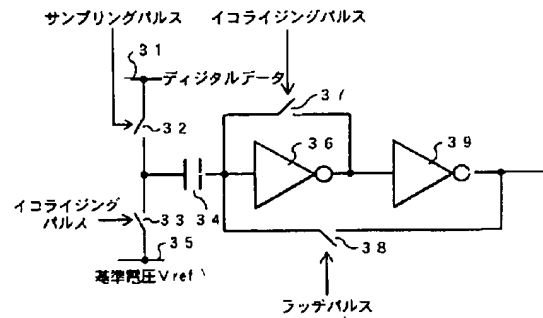 サンプリングパルス
イコライジングパルス
31
ディジタルデータ
37
32
36
39
イコライジング
パルス
33
34
35
38
基準電圧Vref
ラッチパルス